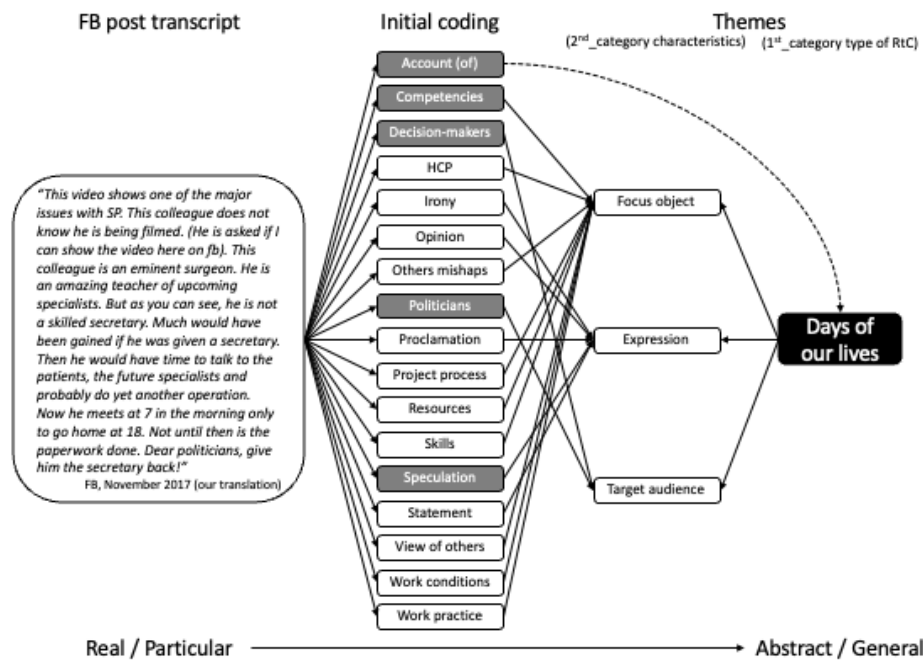 FB post transcript
Initial coding
Themes
(2nd_category characteristics) (1st_category type of RtC)
Account (of)
Competencies
Decision-makers
HCP
Irony
Opinion
Others mishaps
Politicians
Proclamation
Project process
Resources
Skills
Speculation
Statement
View of others
Work conditions
Work practice
"This video shows one of the major
issues with SP. This colleague does not
know he is being filmed. (He is asked if I
can show the video here on fb). This
colleague is an eminent surgeon. He is
an amazing teacher of upcoming
specialists. But as you can see, he is not
a skilled secretary. Much would have
been gained if he was given a secretary.
Then he would have time to talk to the
patients, the future specialists and
probably do yet another operation.
Now he meets at 7 in the morning only
to go home at 18. Not until then is the
paperwork done. Dear politicians, give
him the secretary back!"
FB, November 2017 (our translation)
Focus object
Expression
Target audience
Days of
our lives
Real / Particular
Abstract / General